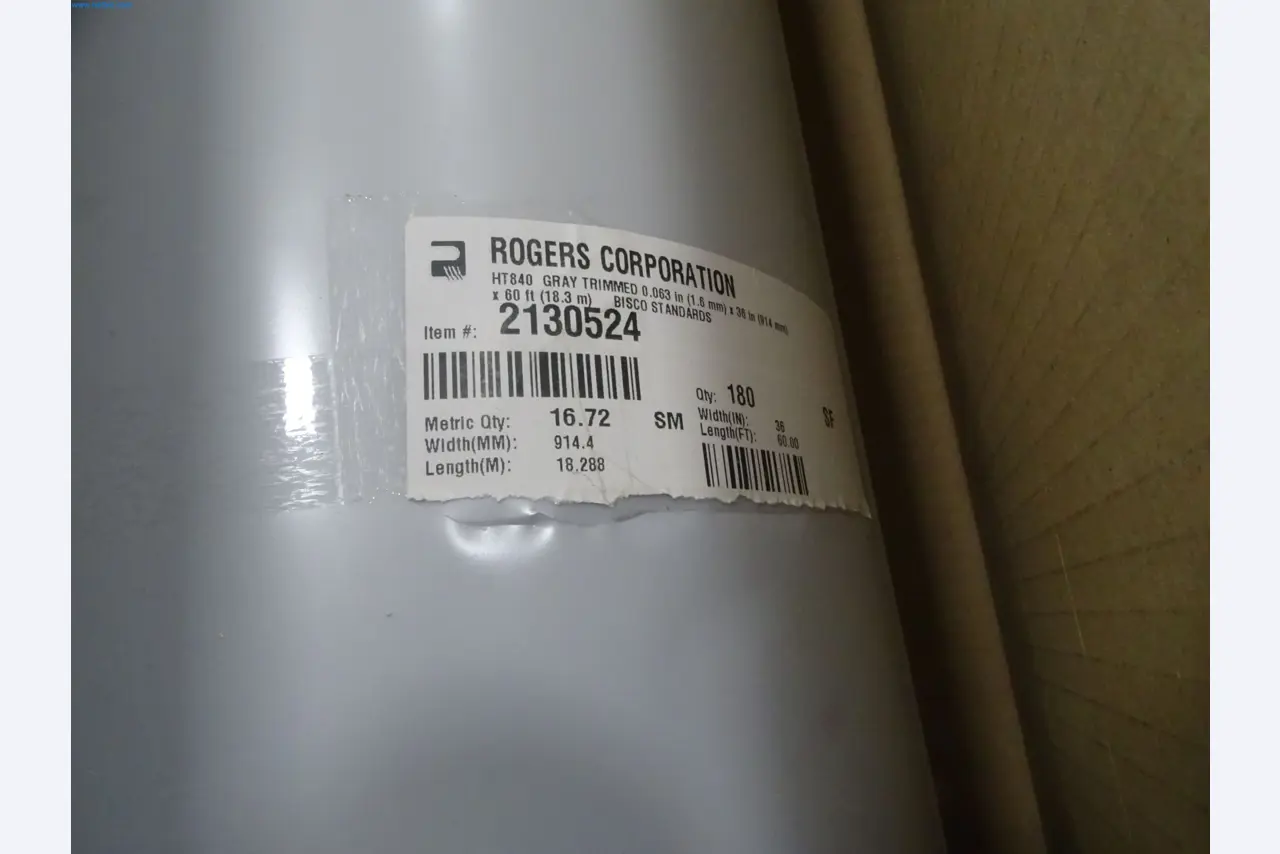 ROGERS CORPORATION
HT840 GRAY TRIMMED 0.063 in (1.6 mm) x 36 in (914 mm)
x 60 ft (18.3 m) BISCO STANDARDS
Item #: 2130524
Metric Qty: 16.72 SM
Width(MM): 914.4
Length(M): 18.288
Qty: 180 SF
Width(IN): 36
Length(FT): 60.00